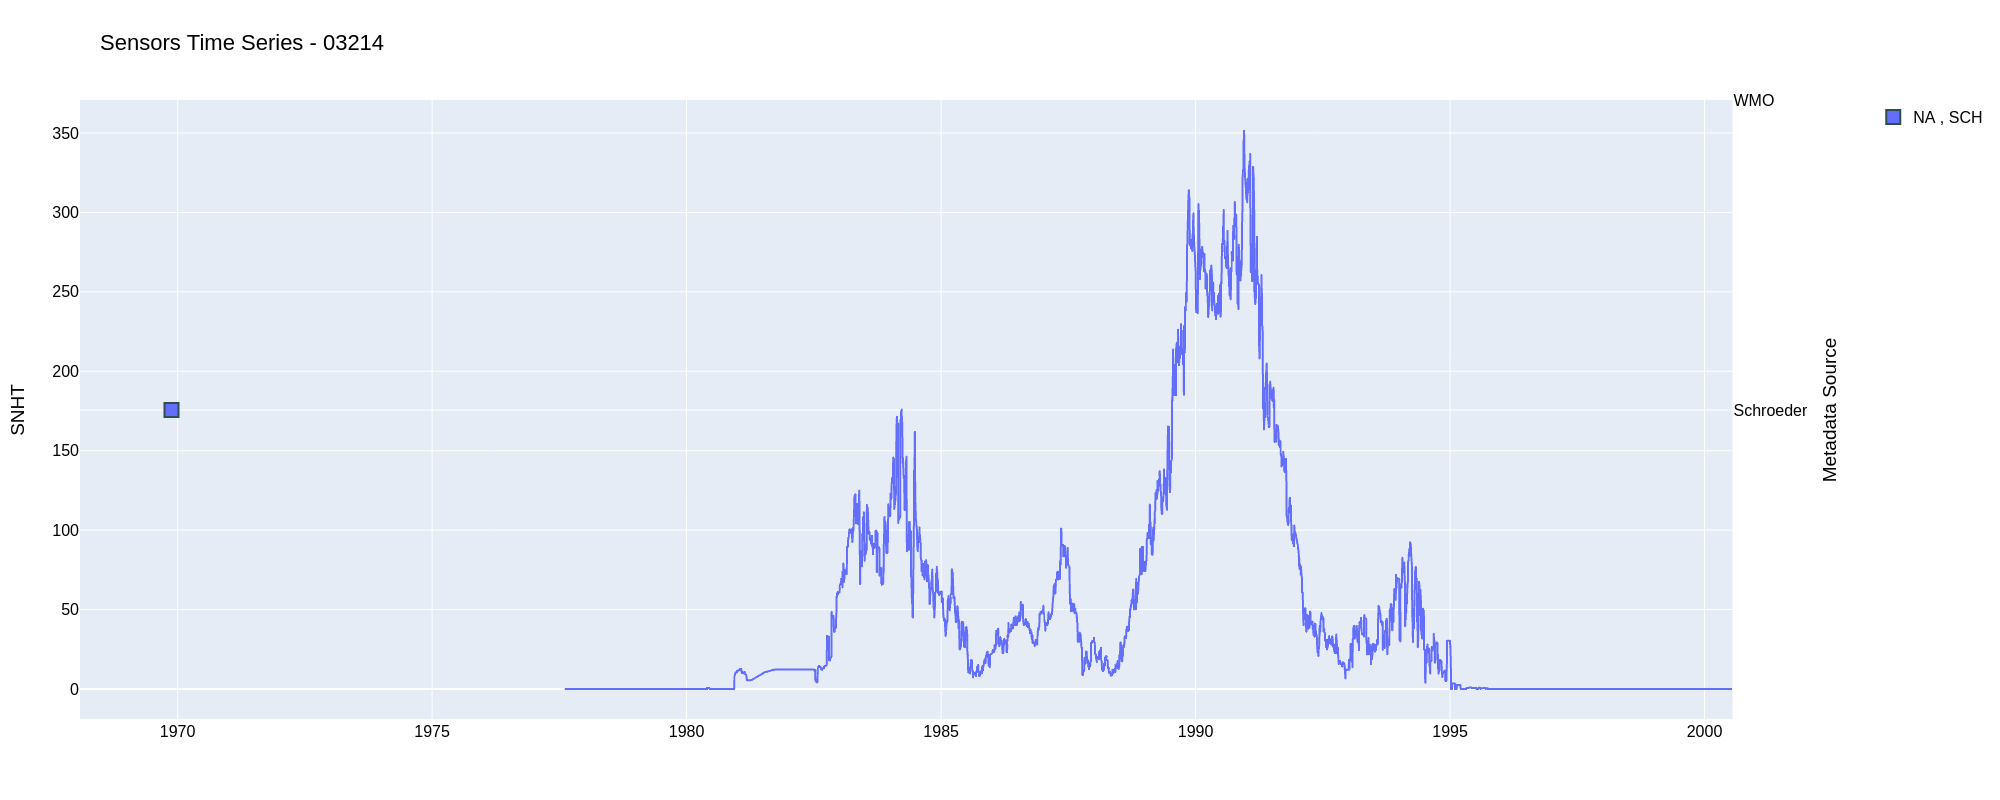 Sensors Time Series - 03214
WMO
NA , SCH
350
300
250
200
150
100
50
0
SNHT
Schroeder
Metadata Source
1970
1975
1980
1985
1990
1995
2000